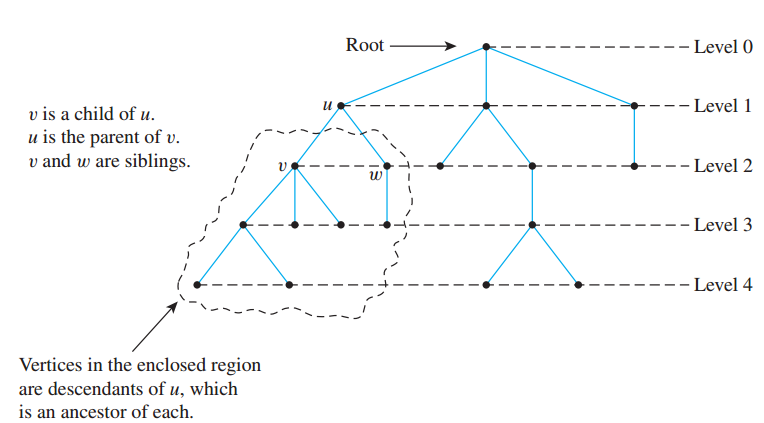 Root
Level 0
u
Level 1
v is a child of u.
u is the parent of v.
v and w are siblings.
v
w
Level 2
Level 3
Level 4
Vertices in the enclosed region
are descendants of u, which
is an ancestor of each.